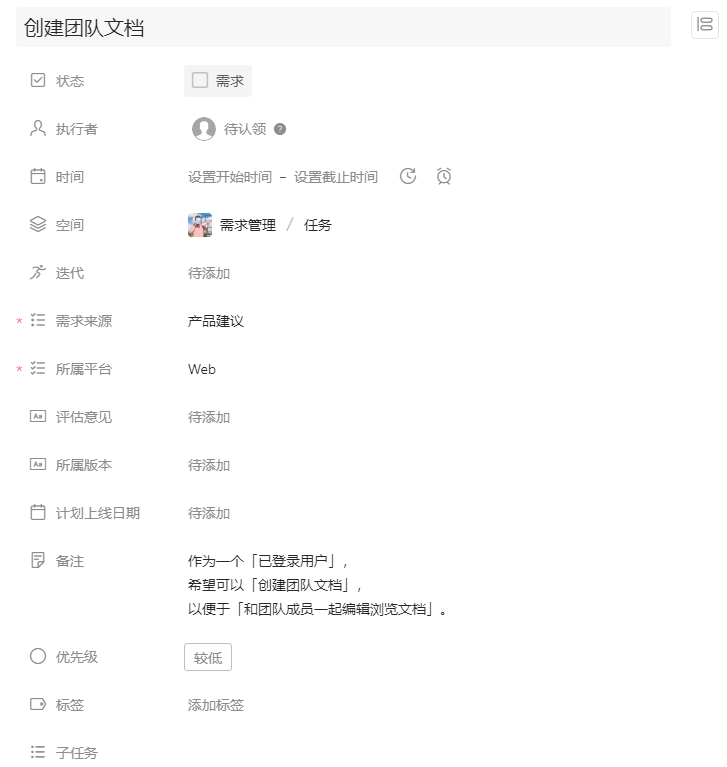 创建团队文档
状态 需求
执行者 待认领 ?
时间 设置开始时间 - 设置截止时间
空间 需求管理 / 任务
迭代 待添加
* 需求来源 产品建议
* 所属平台 Web
Aa 评估意见 待添加
Aa 所属版本 待添加
计划上线日期 待添加
备注 作为一个「已登录用户」,
希望可以「创建团队文档」,
以便于「和团队成员一起编辑浏览文档」。
优先级 较低
标签 添加标签
子任务